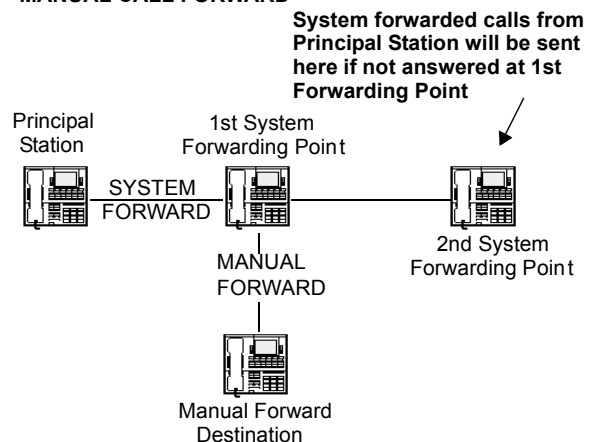 MANUAL CALL FORWARD
System forwarded calls from
Principal Station will be sent
here if not answered at 1st
Forwarding Point
Principal
Station
1st System
Forwarding Point
SYSTEM
FORWARD
2nd System
Forwarding Point
MANUAL
FORWARD
Manual Forward
Destination